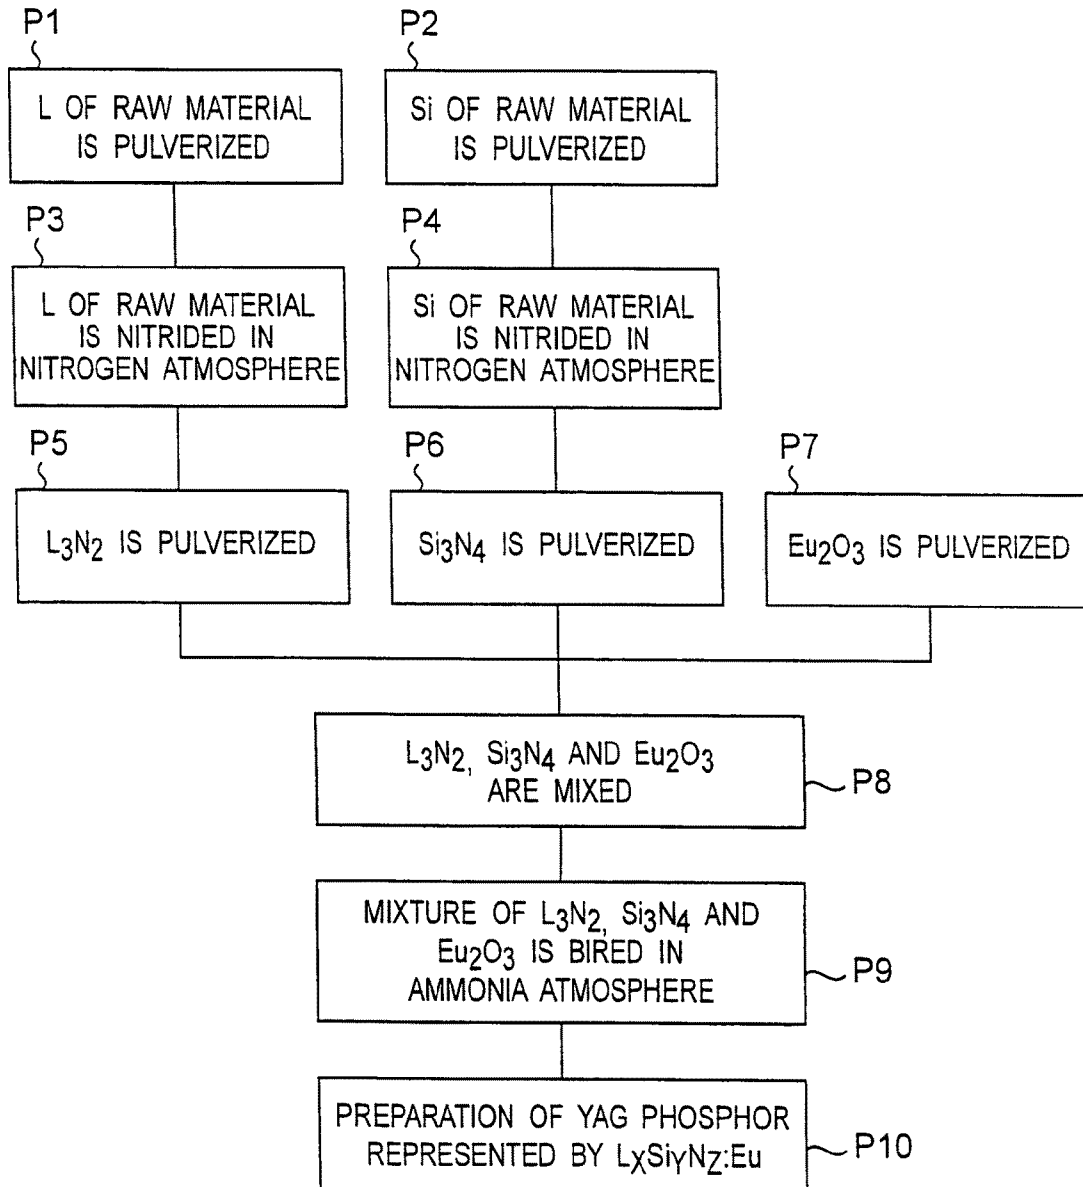 P1
L OF RAW MATERIAL
IS PULVERIZED
P2
Si OF RAW MATERIAL
IS PULVERIZED
P3
L OF RAW MATERIAL
IS NITRIDED IN
NITROGEN ATMOSPHERE
P4
Si OF RAW MATERIAL
IS NITRIDED IN
NITROGEN ATMOSPHERE
P5
L3N2 IS PULVERIZED
P6
Si3N4 IS PULVERIZED
P7
Eu2O3 IS PULVERIZED
L3N2, Si3N4 AND Eu2O3
ARE MIXED
P8
MIXTURE OF L3N2, Si3N4 AND
Eu2O3 IS BIRED IN
AMMONIA ATMOSPHERE
P9
PREPARATION OF YAG PHOSPHOR
REPRESENTED BY LXSiYNZ:Eu
P10